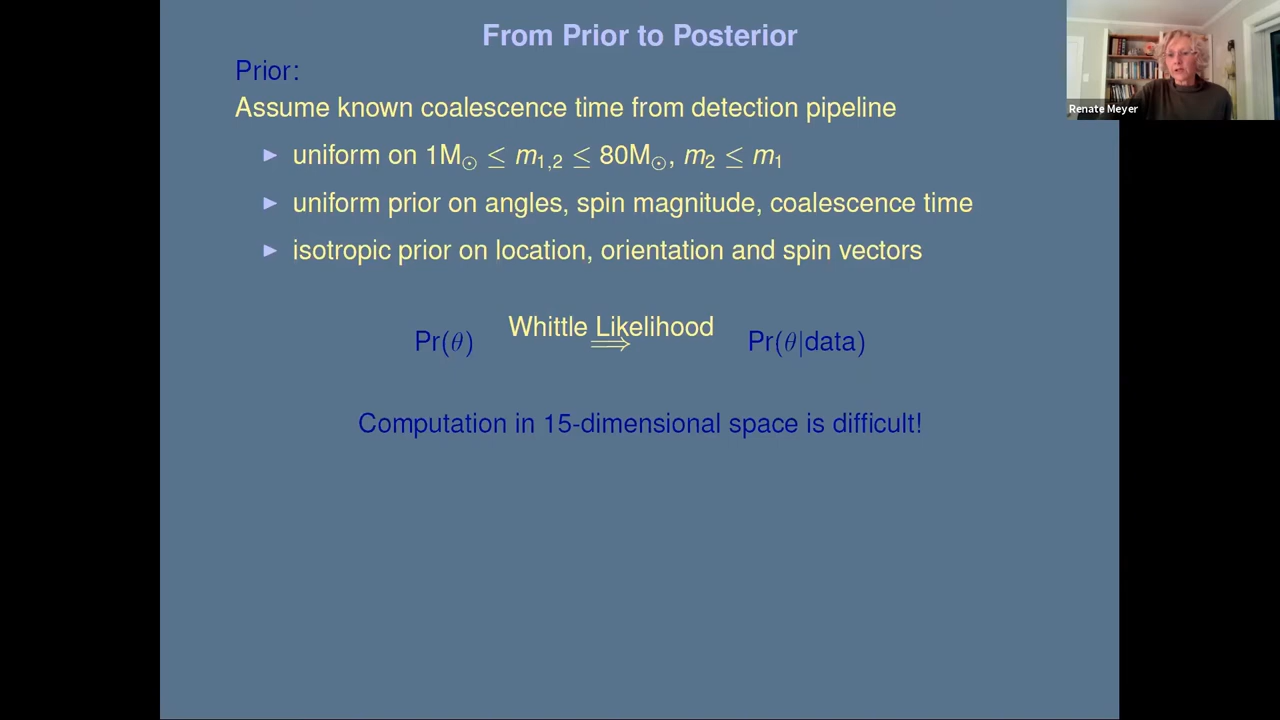 From Prior to Posterior
Renate Meyer
Prior:
Assume known coalescence time from detection pipeline
▶ uniform on 1M⊙ ≤ m1,2 ≤ 80M⊙, m2 ≤ m1
▶ uniform prior on angles, spin magnitude, coalescence time
▶ isotropic prior on location, orientation and spin vectors
Whittle Likelihood
Pr(θ) ⟹ Pr(θ|data)
Computation in 15-dimensional space is difficult!